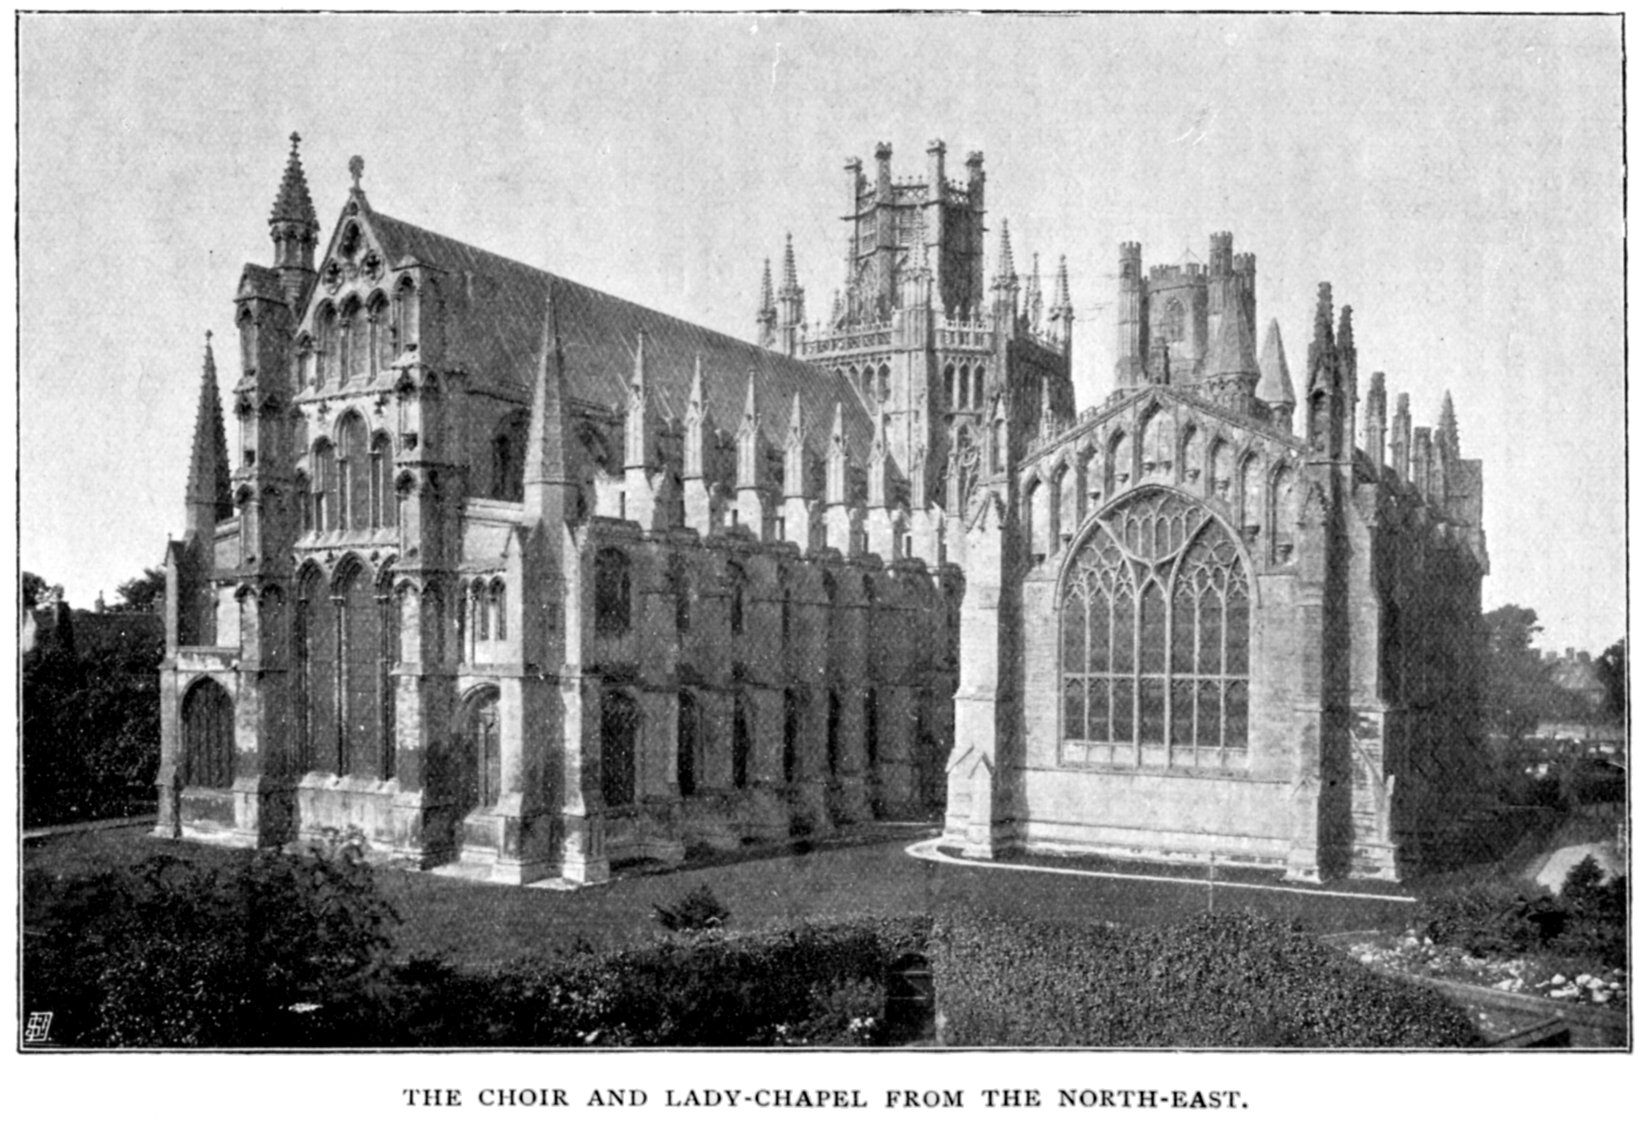 THE CHOIR AND LADY-CHAPEL FROM THE NORTH-EAST.